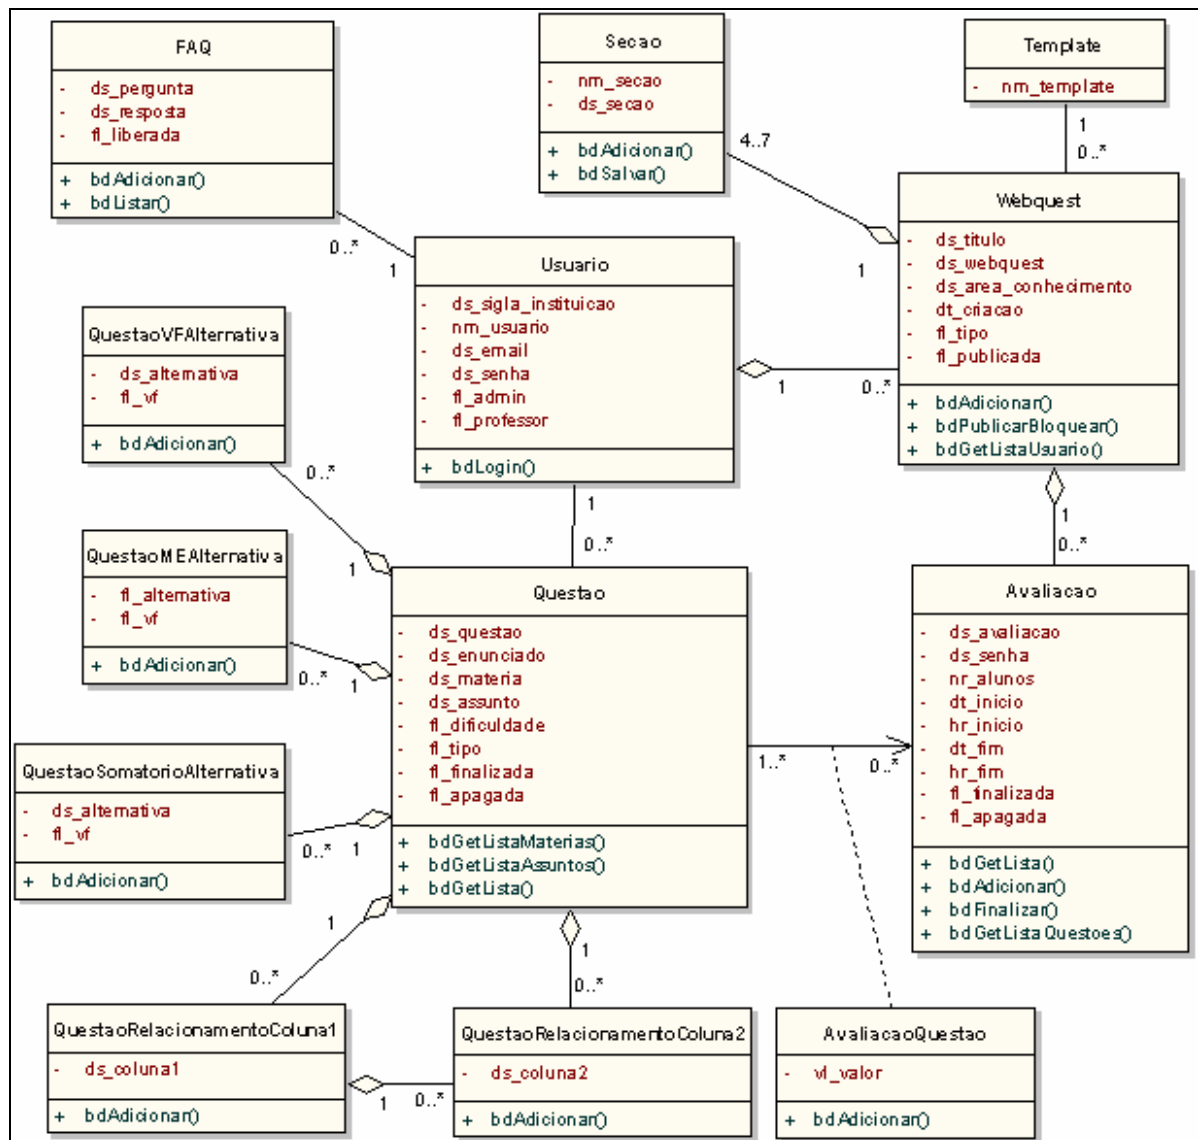 FAQ
- ds_pergunta
- ds_resposta
- fl_liberada
+ bdAdicionar()
+ bdListar()
Secao
- nm_secao
- ds_secao
+ bdAdicionar()
+ bdSalvar()
Template
- nm_template
1
0..*
4..7
1
Webquest
- ds_titulo
- ds_webquest
- ds_area_conhecimento
- dt_criacao
- fl_tipo
- fl_publicada
+ bdAdicionar()
+ bdPublicarBloquear()
+ bdGetListaUsuario()
0..*
1
Usuario
- ds_sigla_instituicao
- nm_usuario
- ds_email
- ds_senha
- fl_admin
- fl_professor
+ bdLogin()
1
0..*
QuestaoVFAlternativa
- ds_alternativa
- fl_vf
+ bdAdicionar()
0..*
1
1
0..*
1
0..*
QuestaoMEAlternativa
- fl_alternativa
- fl_vf
+ bdAdicionar()
0..*
1
Questao
- ds_questao
- ds_enunciado
- ds_materia
- ds_assunto
- fl_dificuldade
- fl_tipo
- fl_finalizada
- fl_apagada
+ bdGetListaMaterias()
+ bdGetListaAssuntos()
+ bdGetLista()
1..*
0..*
Avaliacao
- ds_avaliacao
- ds_senha
- nr_alunos
- dt_inicio
- hr_inicio
- dt_fim
- hr_fim
- fl_finalizada
- fl_apagada
+ bdGetLista()
+ bdAdicionar()
+ bdFinalizar()
+ bdGetListaQuestoes()
QuestaoSomatorioAlternativa
- ds_alternativa
- fl_vf
+ bdAdicionar()
0..*
1
1
0..*
1
0..*
QuestaoRelacionamentoColuna1
- ds_coluna1
+ bdAdicionar()
1
0..*
QuestaoRelacionamentoColuna2
- ds_coluna2
+ bdAdicionar()
AvaliacaoQuestao
- vl_valor
+ bdAdicionar()